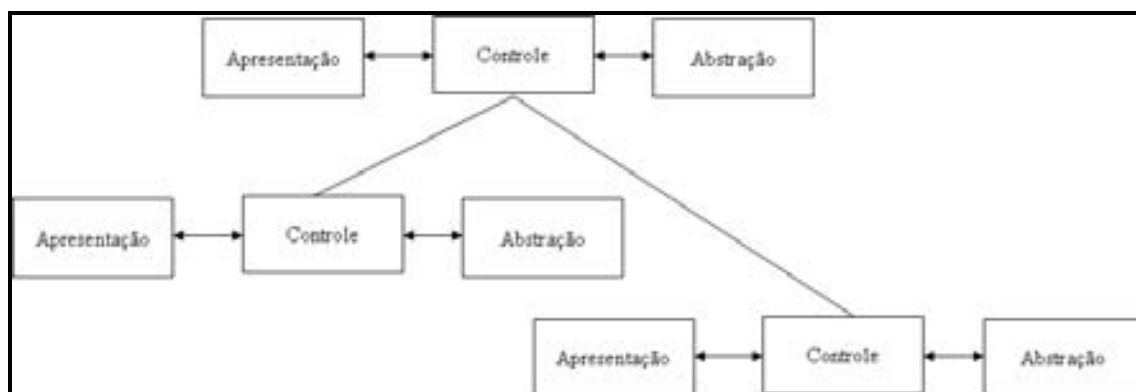 Apresentação
Controle
Abstração
Apresentação
Controle
Abstração
Apresentação
Controle
Abstração